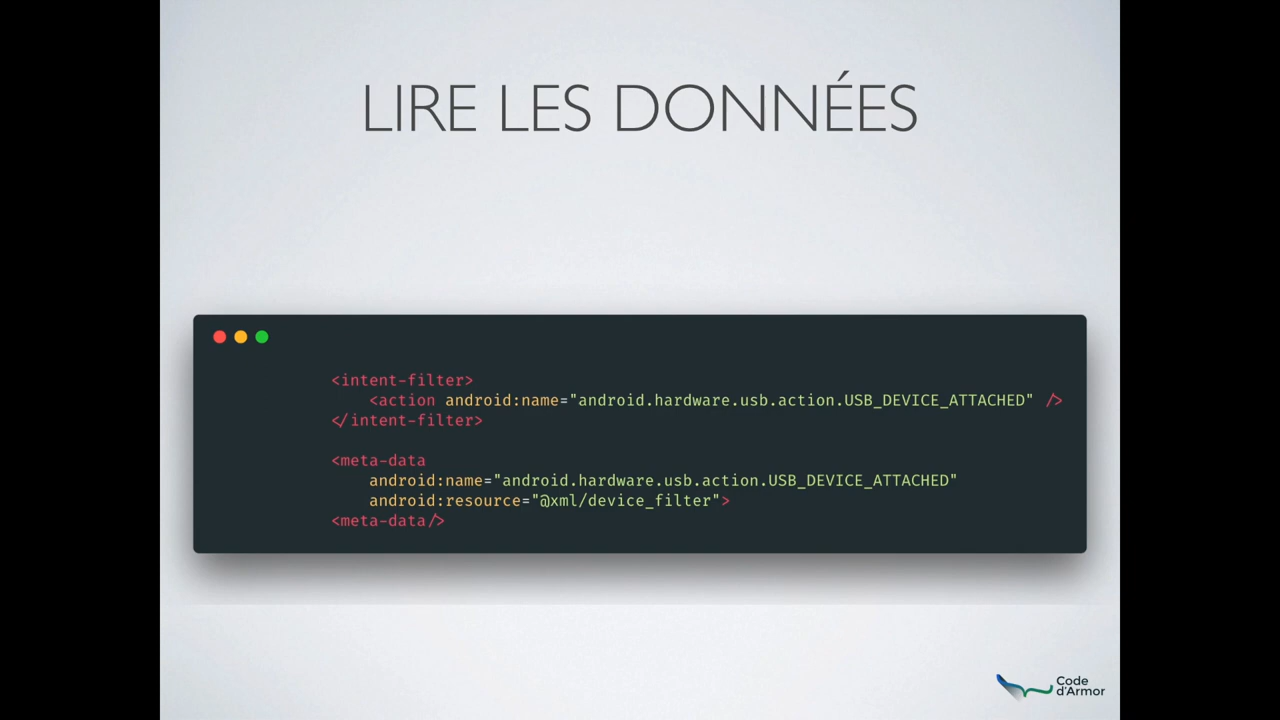 LIRE LES DONNÉES
<intent-filter>
<action android:name="android.hardware.usb.action.USB_DEVICE_ATTACHED" />
</intent-filter>
<meta-data
android:name="android.hardware.usb.action.USB_DEVICE_ATTACHED"
android:resource="@xml/device_filter">
<meta-data/>
Code
d'Armor